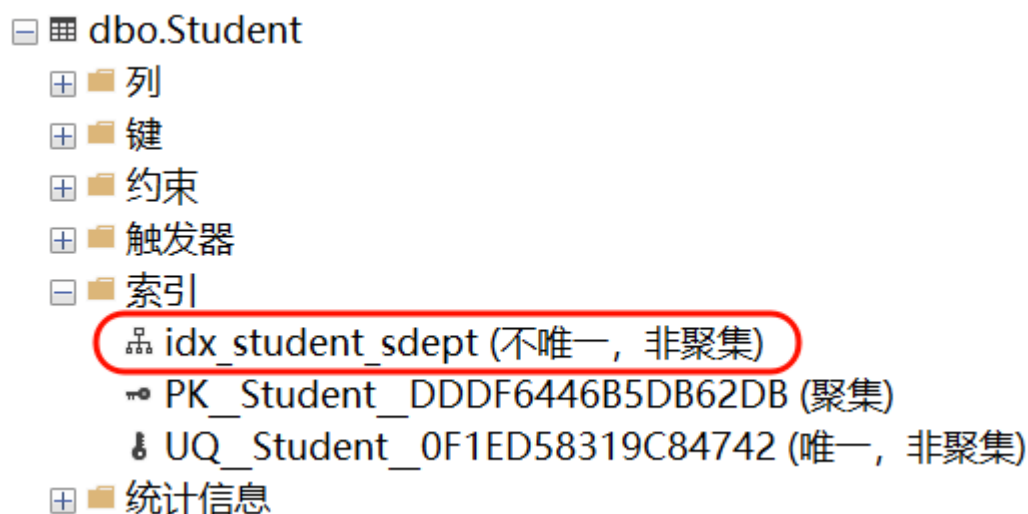 dbo.Student
列
键
约束
触发器
索引
idx_student_sdept (不唯一，非聚集)
PK__Student__DDDF6446B5DB62DB (聚集)
UQ__Student__0F1ED58319C84742 (唯一，非聚集)
统计信息